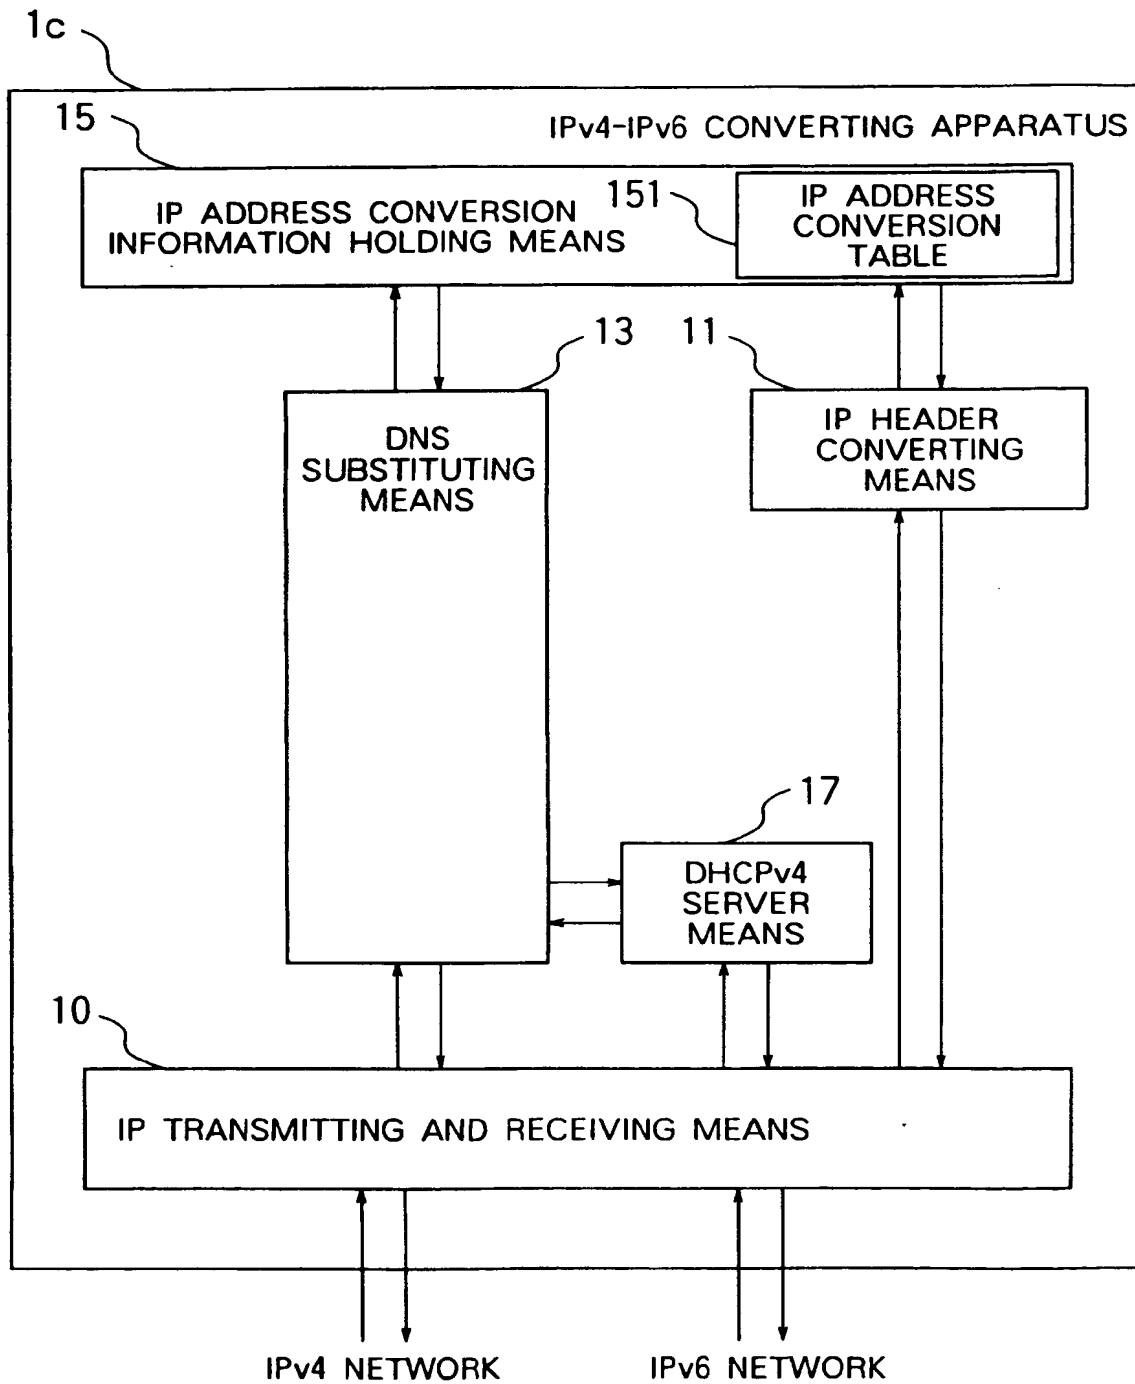 1c
15
IPv4-IPv6 CONVERTING APPARATUS
IP ADDRESS CONVERSION
INFORMATION HOLDING MEANS
151
IP ADDRESS
CONVERSION
TABLE
13
11
DNS
SUBSTITUTING
MEANS
IP HEADER
CONVERTING
MEANS
17
DHCPv4
SERVER
MEANS
10
IP TRANSMITTING AND RECEIVING MEANS
IPv4 NETWORK
IPv6 NETWORK